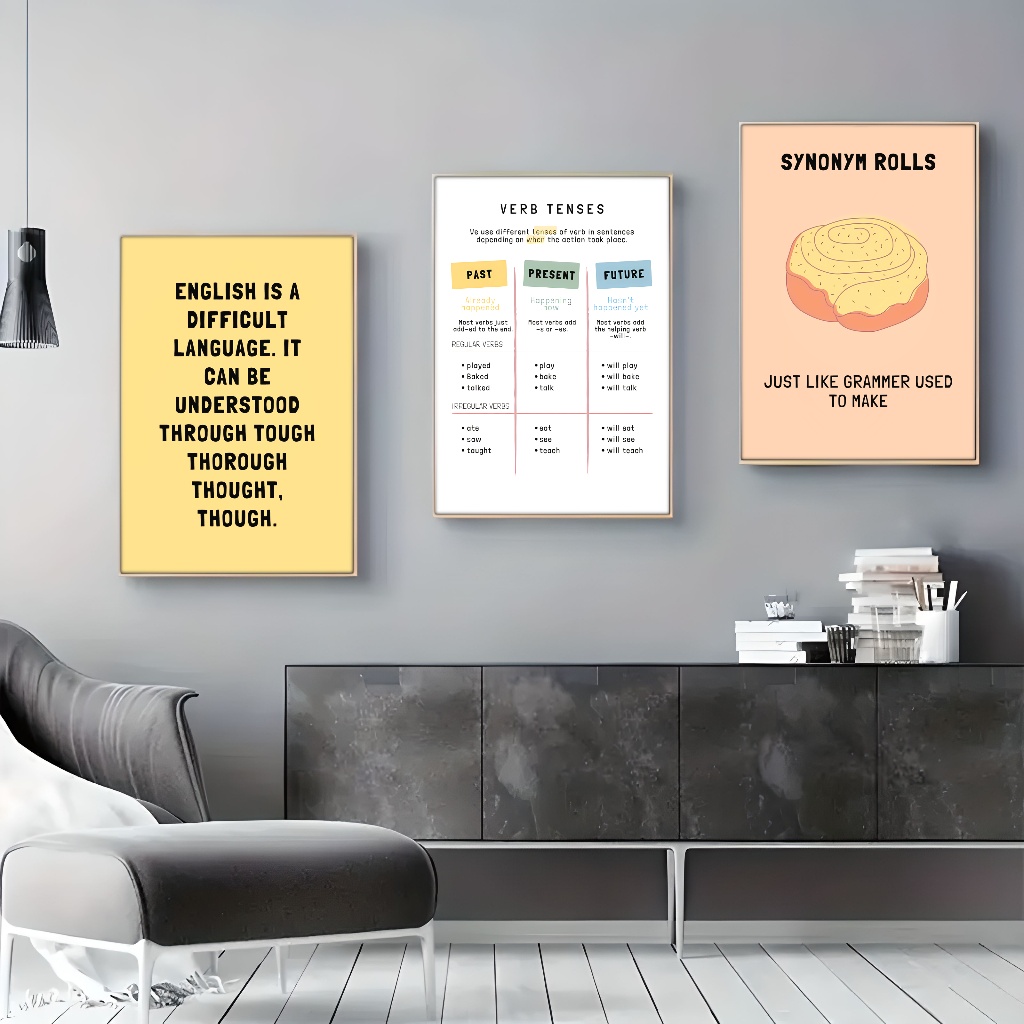 ENGLISH IS A
DIFFICULT
LANGUAGE. IT
CAN BE
UNDERSTOOD
THROUGH TOUGH
THOROUGH
THOUGHT,
THOUGH.
VERB TENSES
We use different tenses of verb in sentences
depending on when the action took place.
PAST
PRESENT
FUTURE
Already
happened
Happening
now
Hasn't
happened yet
Most verbs just
add-ed to the end
Most verbs add
-s or -es.
Most verbs add
the helping verb
-will-.
REGULAR VERBS
• played
• Baked
• talked
• play
• bake
• talk
• will play
• will bake
• will talk
IRREGULAR VERBS
• ate
• saw
• taught
• eat
• see
• teach
• will eat
• will see
• will teach
SYNONYM ROLLS
JUST LIKE GRAMMER USED
TO MAKE